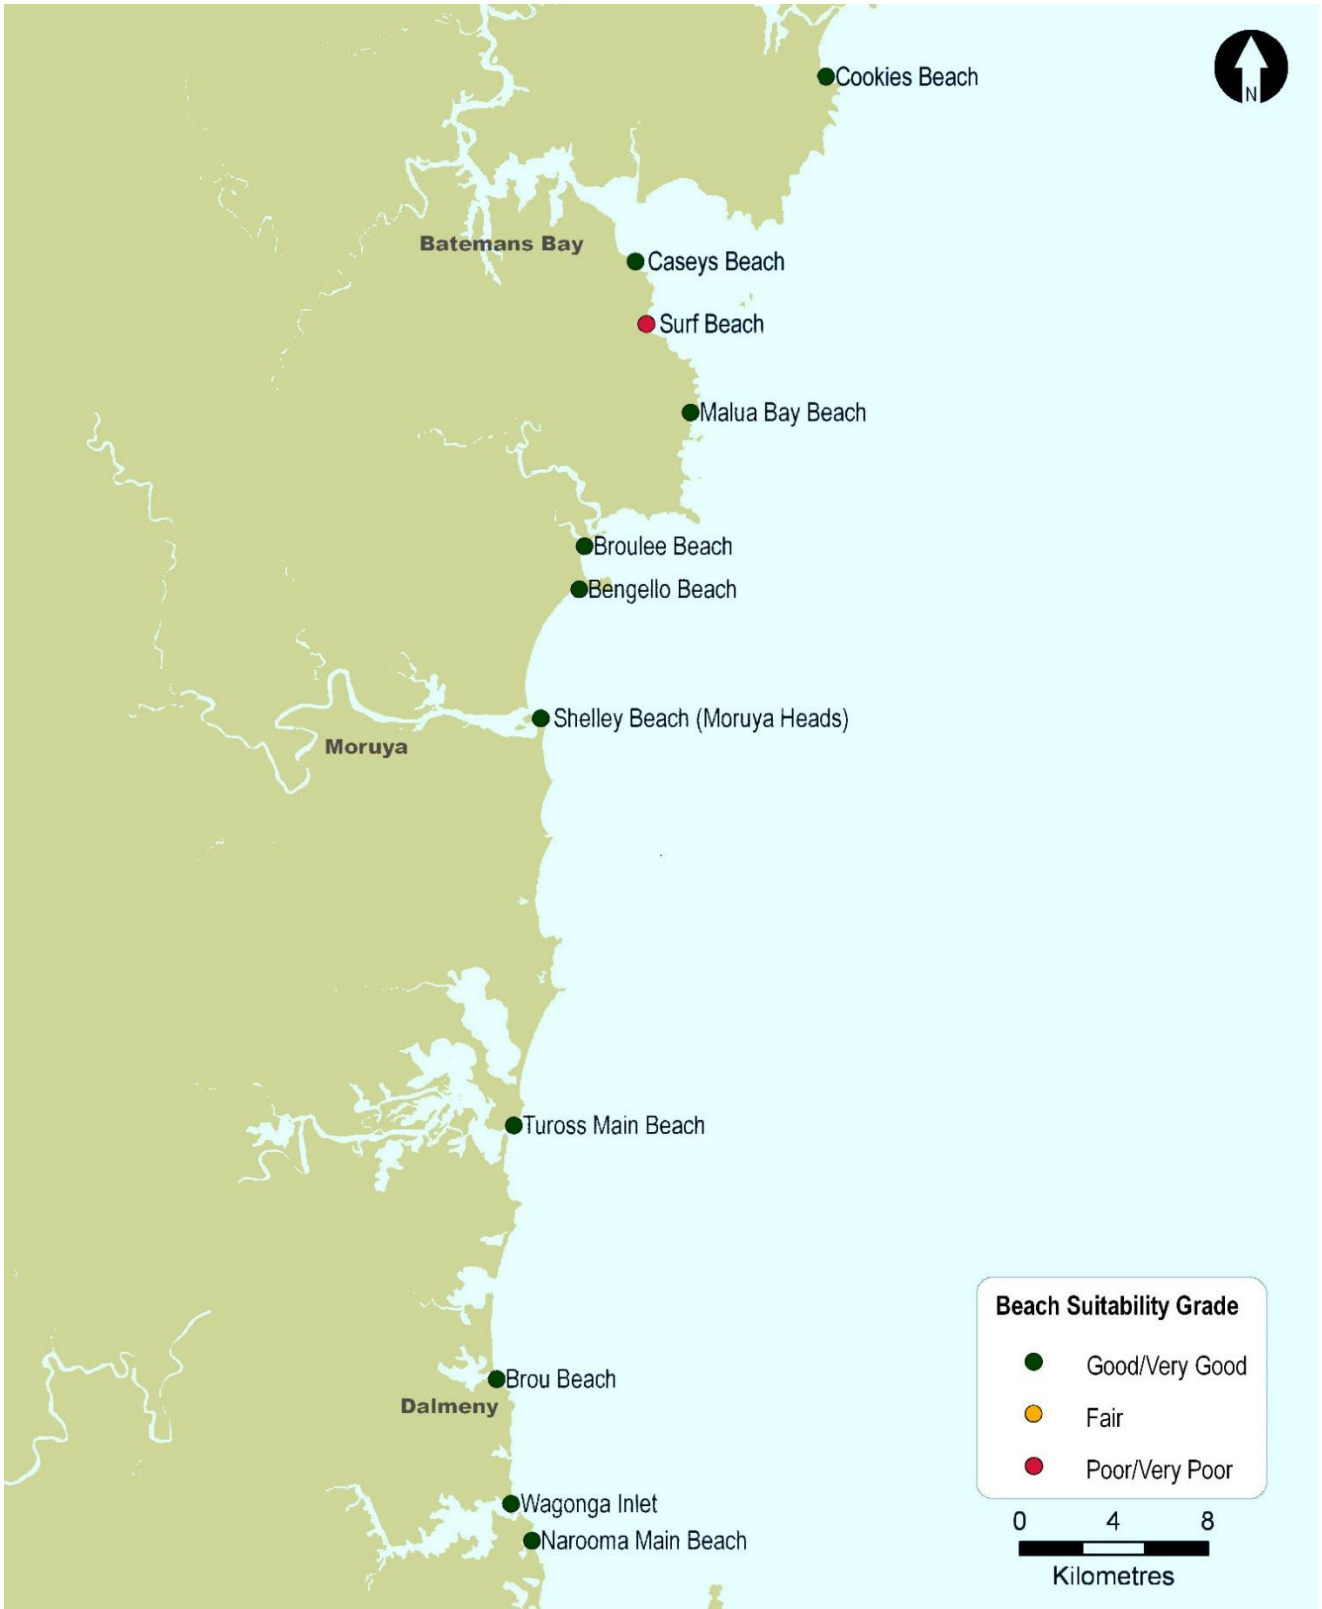 N
Cookies Beach
Batemans Bay
Caseys Beach
Surf Beach
Malua Bay Beach
Broulee Beach
Bengello Beach
Shelley Beach (Moruya Heads)
Moruya
Tuross Main Beach
Brou Beach
Dalmeny
Wagonga Inlet
Narooma Main Beach
Beach Suitability Grade
Good/Very Good
Fair
Poor/Very Poor
0 4 8
Kilometres